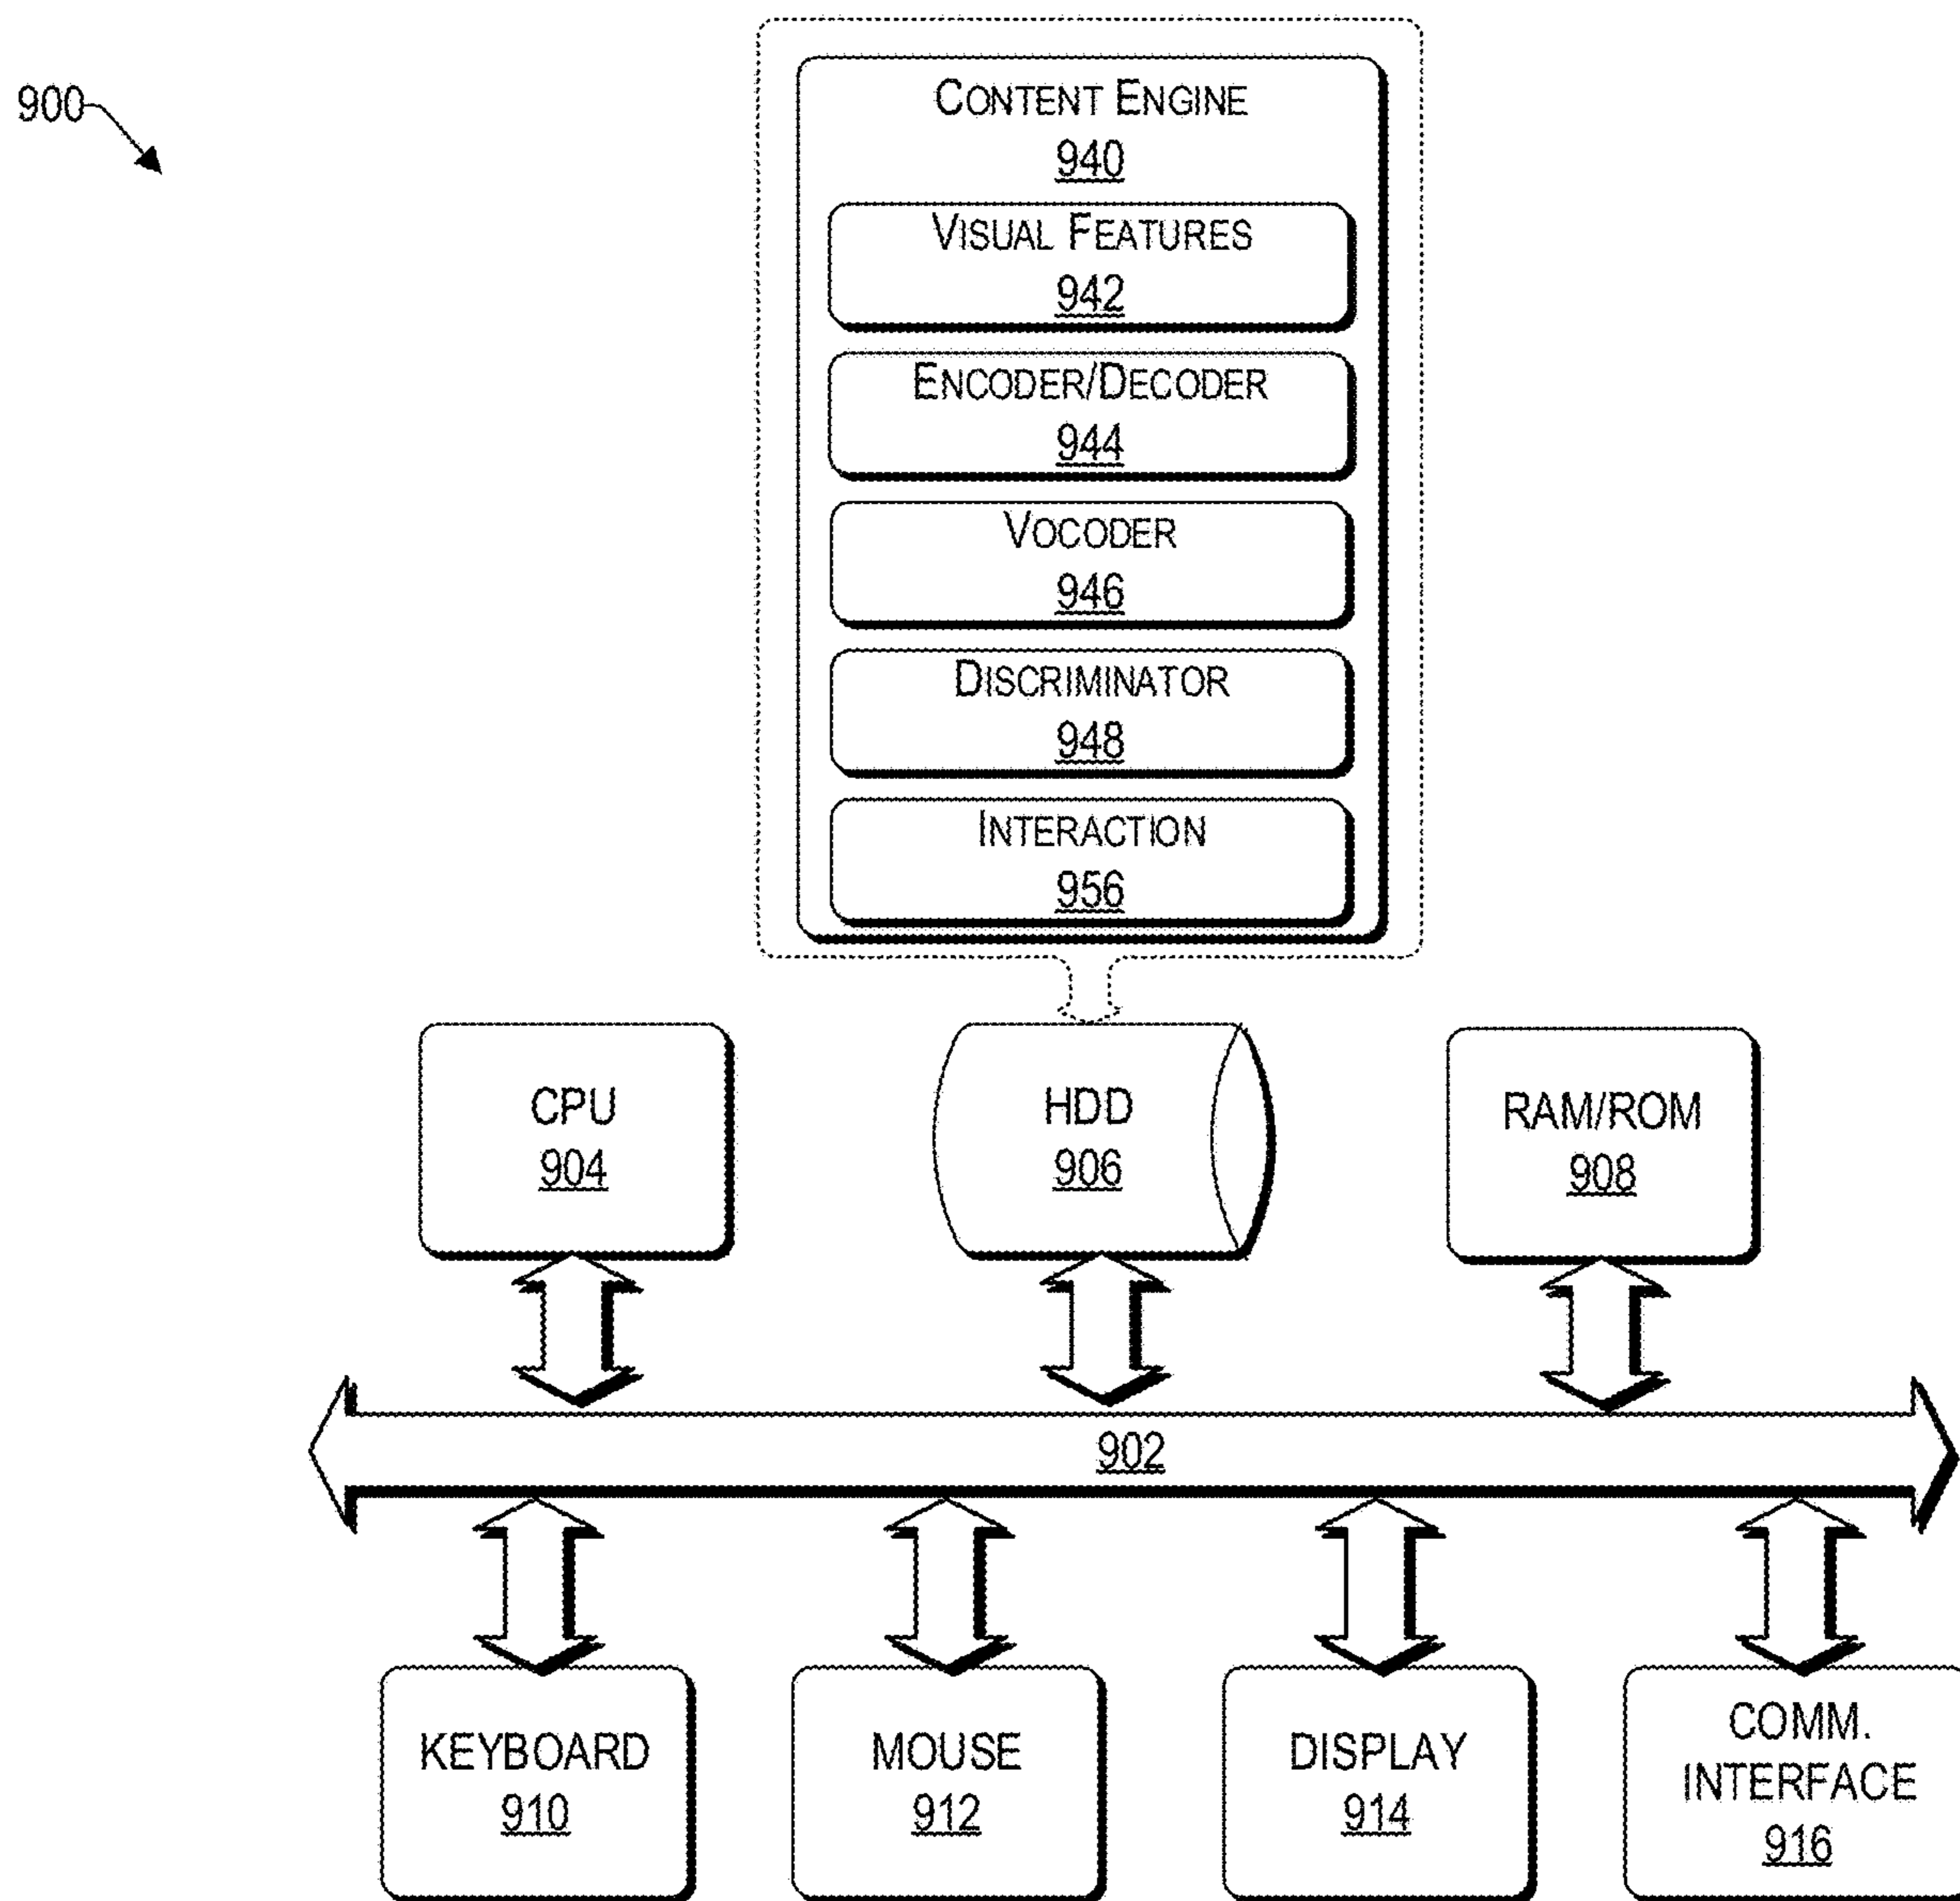 900
CONTENT ENGINE
940
VISUAL FEATURES
942
ENCODER/DECODER
944
VOCODER
946
DISCRIMINATOR
948
INTERACTION
956
CPU
904
HDD
906
RAM/ROM
908
902
KEYBOARD
910
MOUSE
912
DISPLAY
914
COMM.
INTERFACE
916